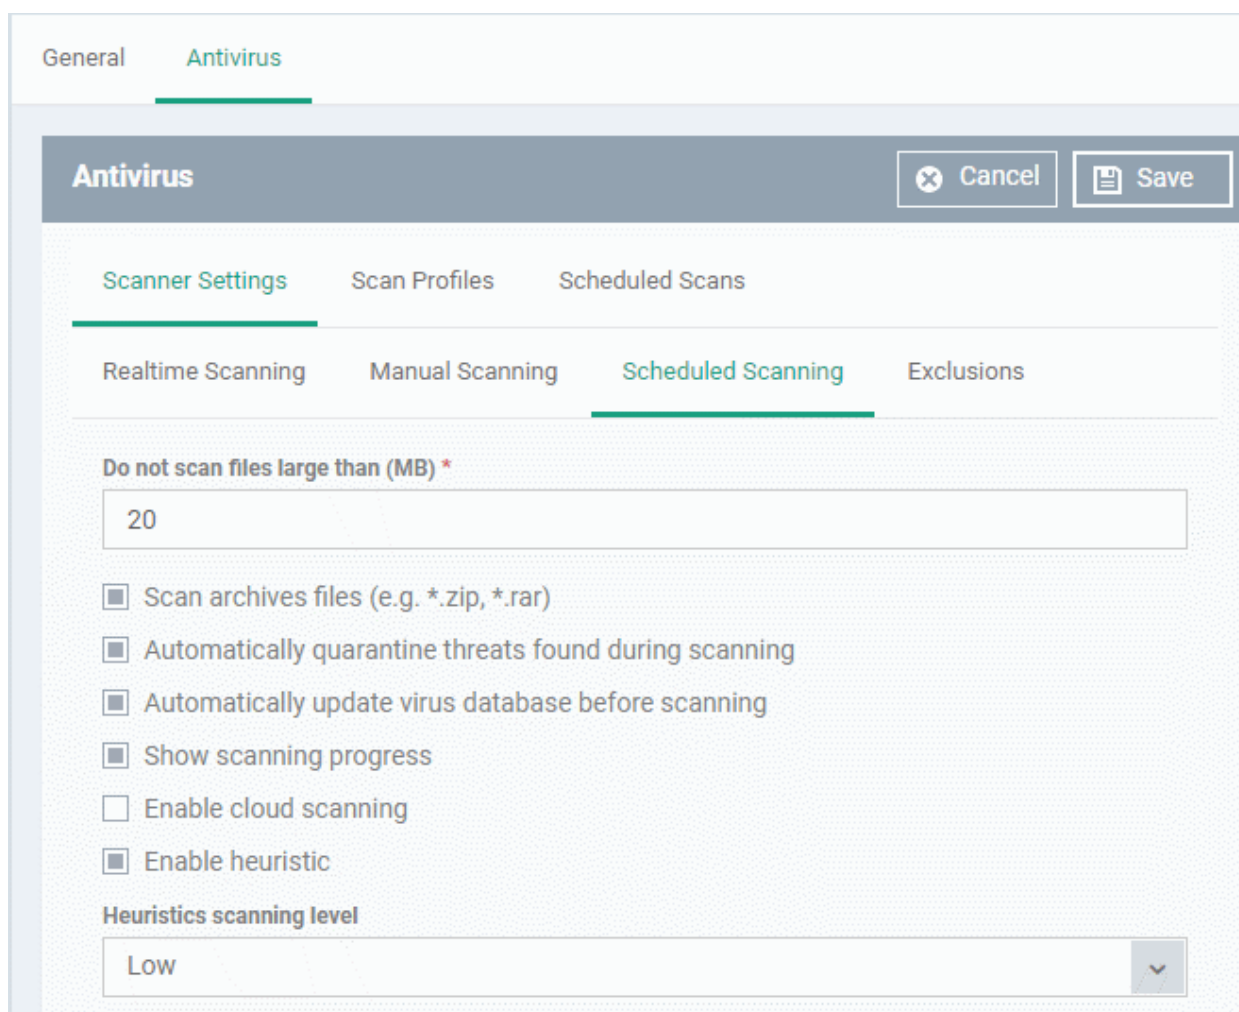 General Antivirus
Antivirus Cancel Save
Scanner Settings Scan Profiles Scheduled Scans
Realtime Scanning Manual Scanning Scheduled Scanning Exclusions
Do not scan files large than (MB) *
20
Scan archives files (e.g. *.zip, *.rar)
Automatically quarantine threats found during scanning
Automatically update virus database before scanning
Show scanning progress
Enable cloud scanning
Enable heuristic
Heuristics scanning level
Low